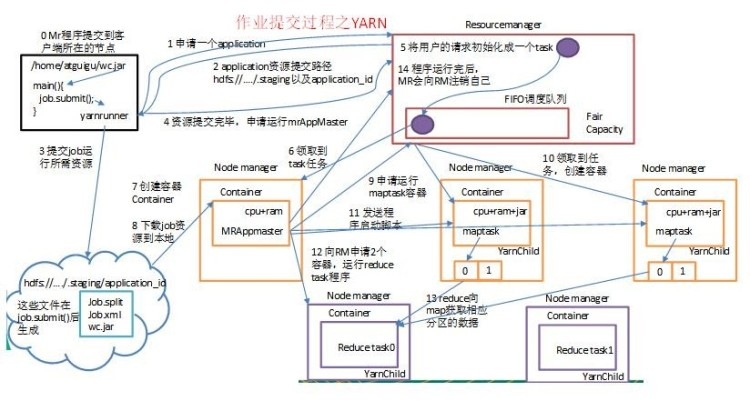 作业提交过程之YARN
0 Mr程序提交到客
户端所在的节点
/home/atguigu/wc.jar
main(){
job.submit();
}
yarnrunner
1 申请一个application
2 application资源提交路径
hdfs://…./.staging以及application_id
4 资源提交完毕，申请运行mrAppMaster
Resourcemanager
5 将用户的请求初始化成一个task
14 程序运行完后，
MR会向RM注销自己
FIFO调度队列
Fair
Capacity
3 提交job运
行所需资源
6 领取到
task任务
7 创建容器
Container
8 下载job资
源到本地
9 申请运行
maptask容器
10 领取到任
务，创建容器
Node manager
Container
cpu+ram
MRAppmaster
11 发送程
序启动脚本
12 向RM申请2个
容器，运行reduce
task程序
Node manager
Container
cpu+ram+jar
maptask
YarnChild
0
1
Node manager
Container
cpu+ram+jar
maptask
YarnChild
0
1
hdfs://…./.staging/application_id
这些文件在
job.submit()后
生成
Job.split
Job.xml
wc.jar
13 reduce向
map获取相应
分区的数据
Node manager
Container
Reduce task0
YarnChild
Node manager
Container
Reduce task1
YarnChild